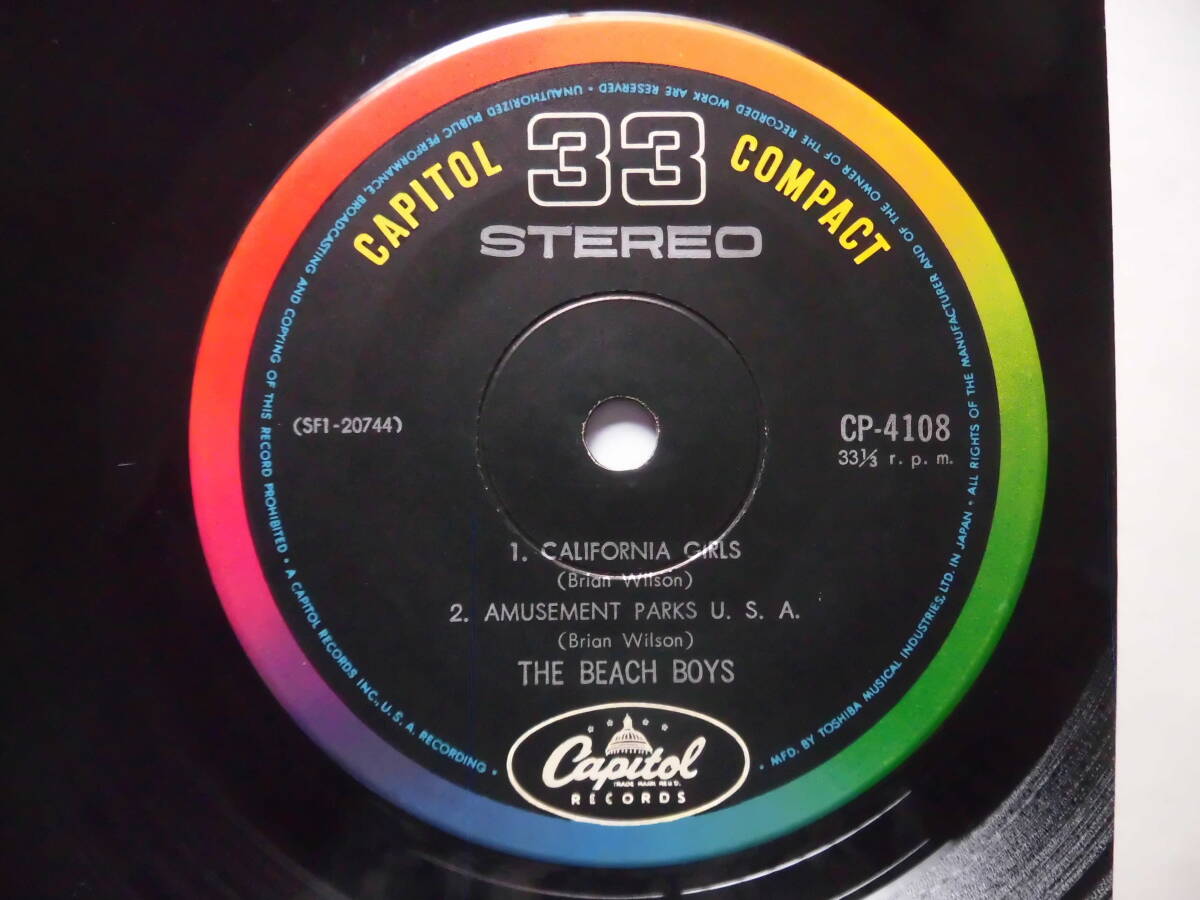 CAPITOL 33 COMPACT
STEREO
(SF1-20744)
CP-4108
33⅓ r. p. m.
1. CALIFORNIA GIRLS
(Brian Wilson)
2. AMUSEMENT PARKS U. S. A.
(Brian Wilson)
THE BEACH BOYS
Capitol
TRADE MARK REG'D.
RECORDS
• A CAPITOL RECORDS INC., U. S. A. RECORDING •
MFD. BY TOSHIBA MUSICAL INDUSTRIES, LTD. IN JAPAN • ALL RIGHTS OF THE MANUFACTURER AND OF THE OWNER OF THE RECORDED WORK ARE RESERVED • UNAUTHORIZED PUBLIC PERFORMANCE, BROADCASTING AND COPYING OF THIS RECORD PROHIBITED.